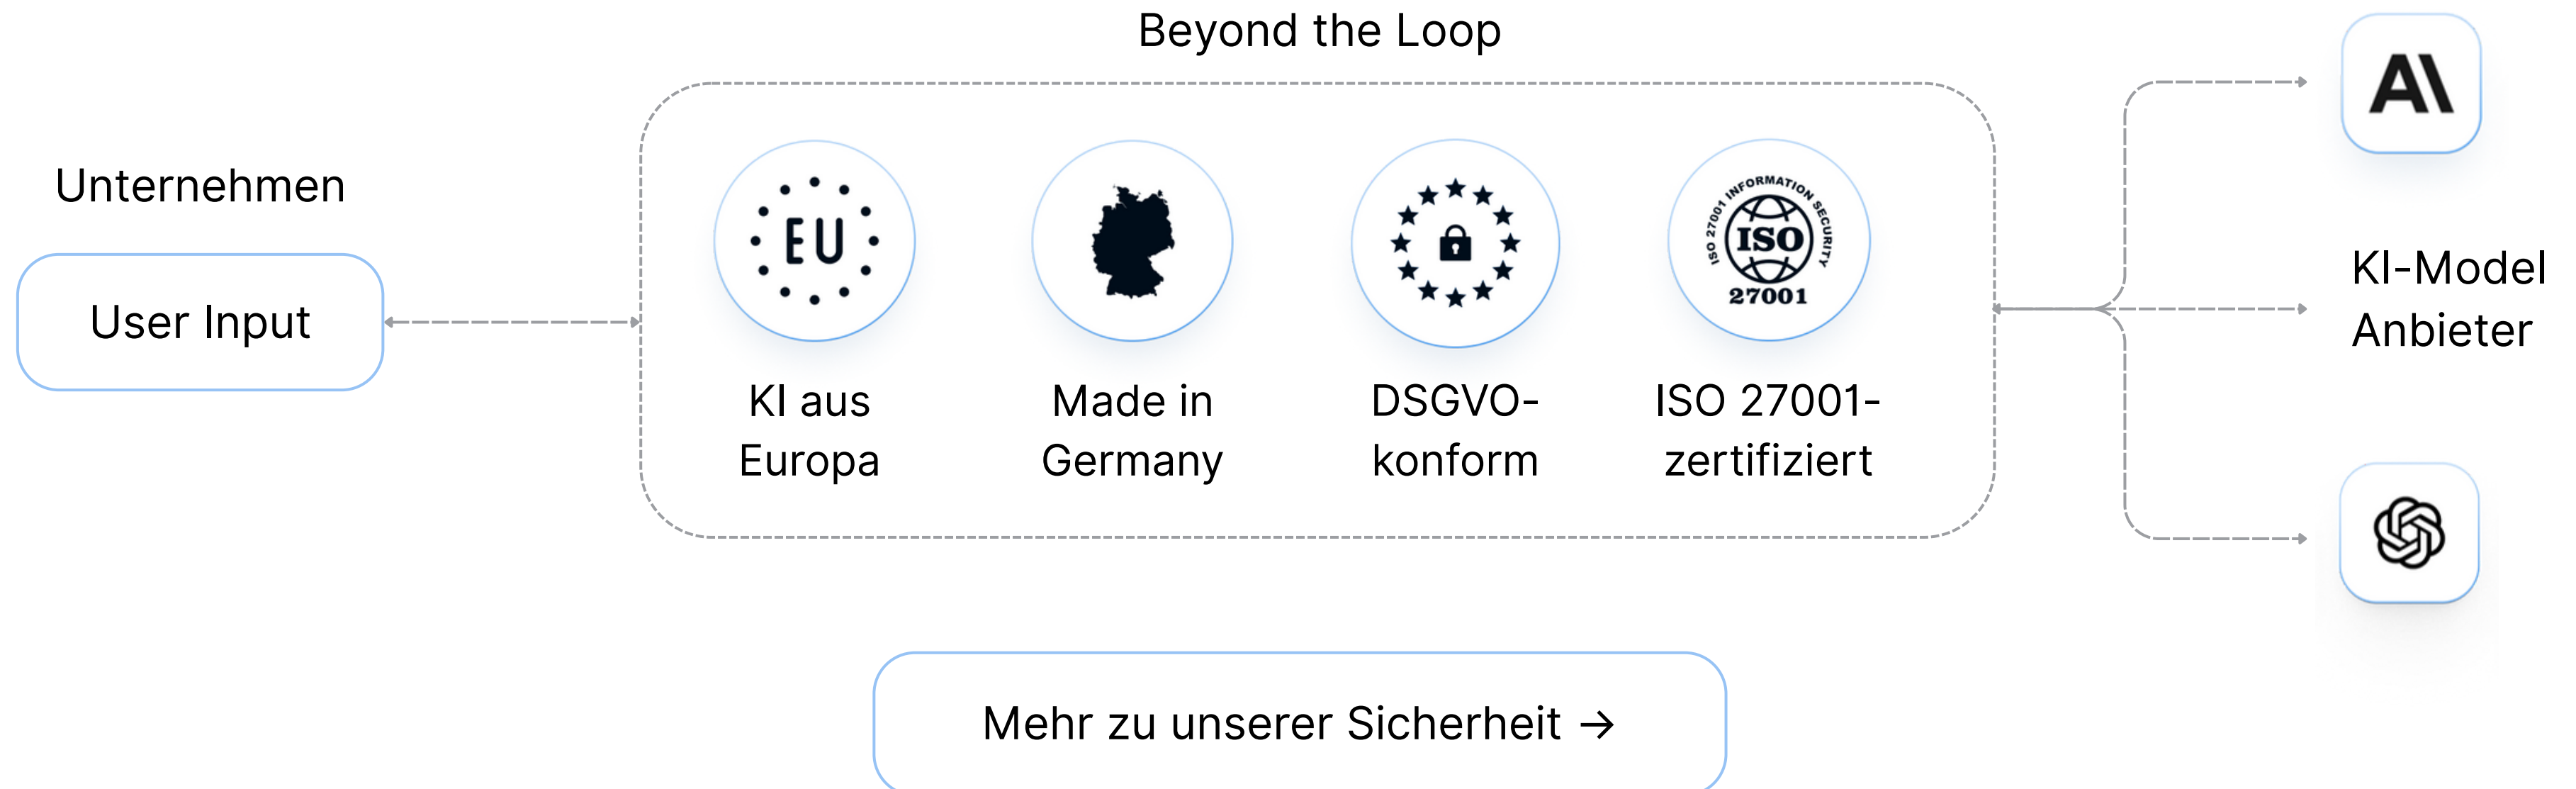 Beyond the Loop
Unternehmen
User Input
EU
ISO 27001 INFORMATION SECURITY
ISO
27001
KI aus
Europa
Made in
Germany
DSGVO-
konform
ISO 27001-
zertifiziert
A\
KI-Model
Anbieter
Mehr zu unserer Sicherheit →